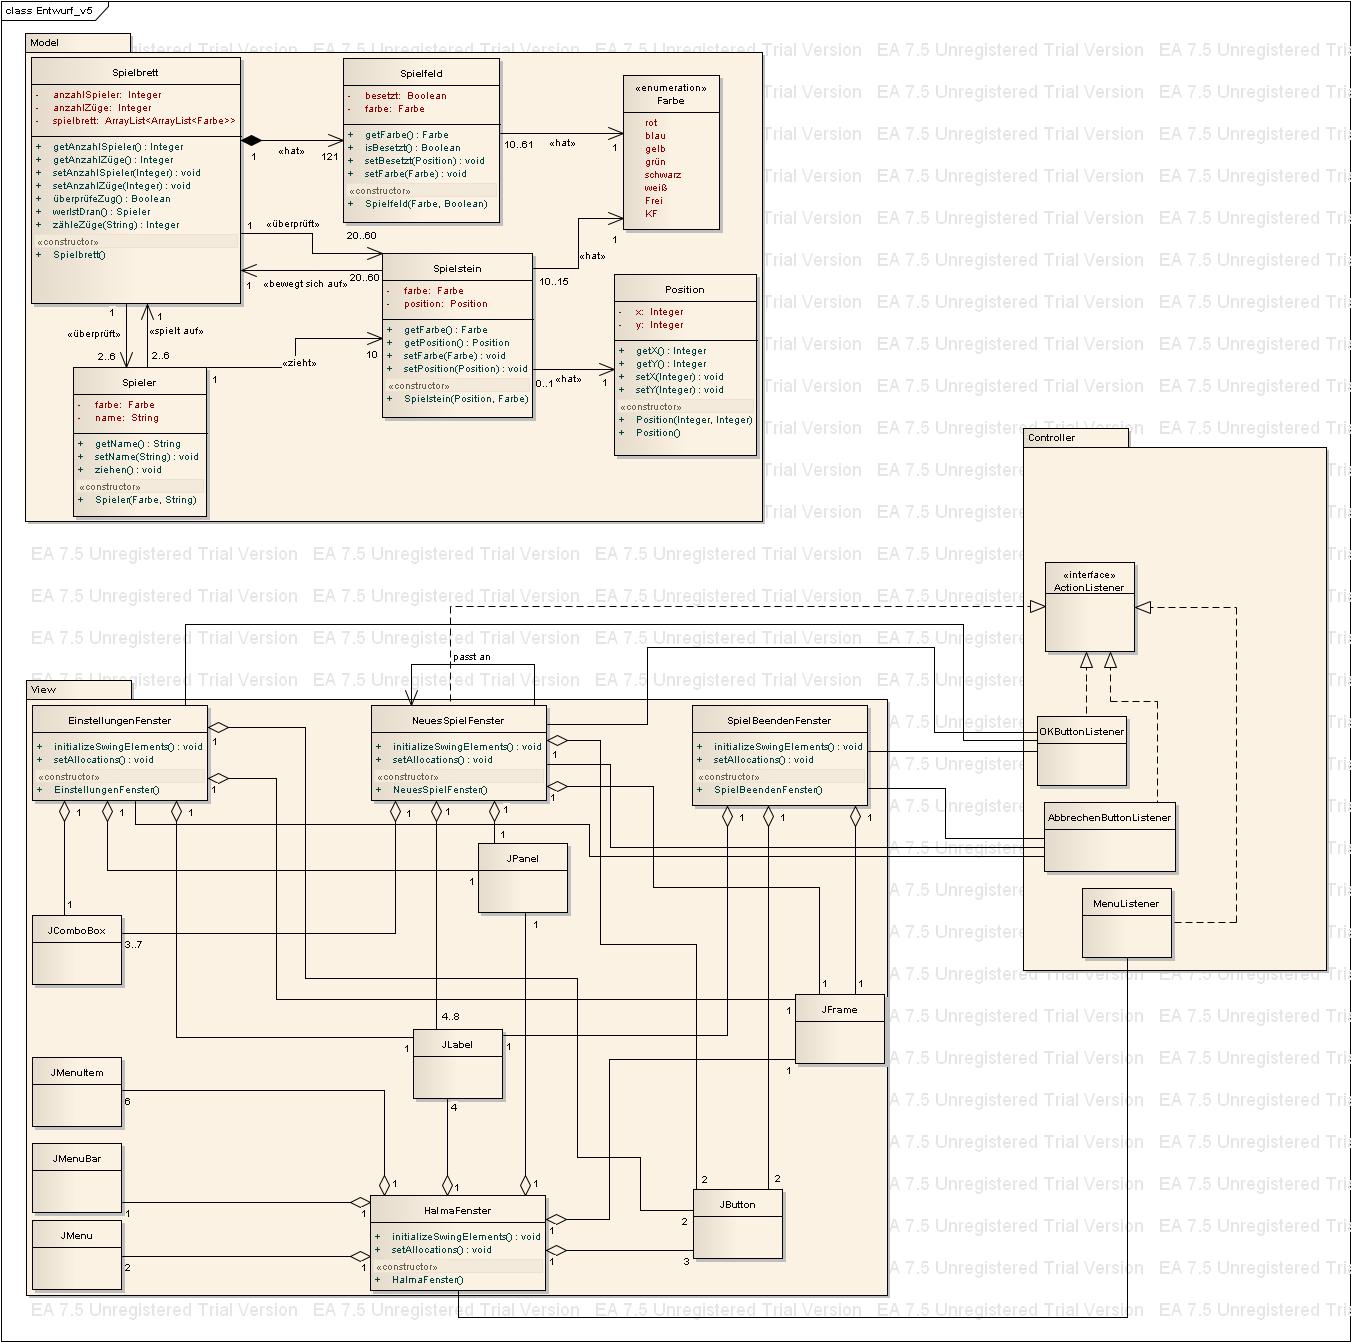 class Entwurf_v5
Model
Spielbrett
- anzahlSpieler: Integer
- anzahlZüge: Integer
- spielbrett: ArrayList<ArrayList<Farbe>>
+ getAnzahlSpieler() : Integer
+ getAnzahlZüge() : Integer
+ setAnzahlSpieler(Integer) : void
+ setAnzahlZüge(Integer) : void
+ überprüfeZug() : Boolean
+ werIstDran() : Spieler
+ zähleZüge(String) : Integer
«constructor»
+ Spielbrett()
1
«hat»
121
Spielfeld
- besetzt: Boolean
- farbe: Farbe
+ getFarbe() : Farbe
+ isBesetzt() : Boolean
+ setBesetzt(Position) : void
+ setFarbe(Farbe) : void
«constructor»
+ Spielfeld(Farbe, Boolean)
10..61
«hat»
1
«enumeration»
Farbe
rot
blau
gelb
grün
schwarz
weiß
Frei
KF
1
«überprüft»
20..60
1
«bewegt sich auf»
20..60
Spielstein
- farbe: Farbe
- position: Position
+ getFarbe() : Farbe
+ getPosition() : Position
+ setFarbe(Farbe) : void
+ setPosition(Position) : void
«constructor»
+ Spielstein(Position, Farbe)
10..15
«hat»
1
0..1
«hat»
1
Position
- x: Integer
- y: Integer
+ getX() : Integer
+ getY() : Integer
+ setX(Integer) : void
+ setY(Integer) : void
«constructor»
+ Position(Integer, Integer)
+ Position()
1
«überprüft»
2..6
1
«spielt auf»
2..6
1
«zieht»
10
Spieler
- farbe: Farbe
- name: String
+ getName() : String
+ setName(String) : void
+ ziehen() : void
«constructor»
+ Spieler(Farbe, String)
Controller
«interface»
ActionListener
OKButtonListener
AbbrechenButtonListener
MenuListener
View
passt an
EinstellungenFenster
+ initializeSwingElements() : void
+ setAllocations() : void
«constructor»
+ EinstellungenFenster()
NeuesSpielFenster
+ initializeSwingElements() : void
+ setAllocations() : void
«constructor»
+ NeuesSpielFenster()
SpielBeendenFenster
+ initializeSwingElements() : void
+ setAllocations() : void
«constructor»
+ SpielBeendenFenster()
1
1
1
1
1
1
1
1
1
1
1
1
1
1
JPanel
1
1
JComboBox
1
3..7
JFrame
1
1
1
1
JLabel
4..8
1
1
4
JMenuItem
6
JMenuBar
1
JMenu
2
HalmaFenster
+ initializeSwingElements() : void
+ setAllocations() : void
«constructor»
+ HalmaFenster()
1
1
1
1
1
1
1
JButton
2
2
2
3
EA 7.5 Unregistered Trial Version